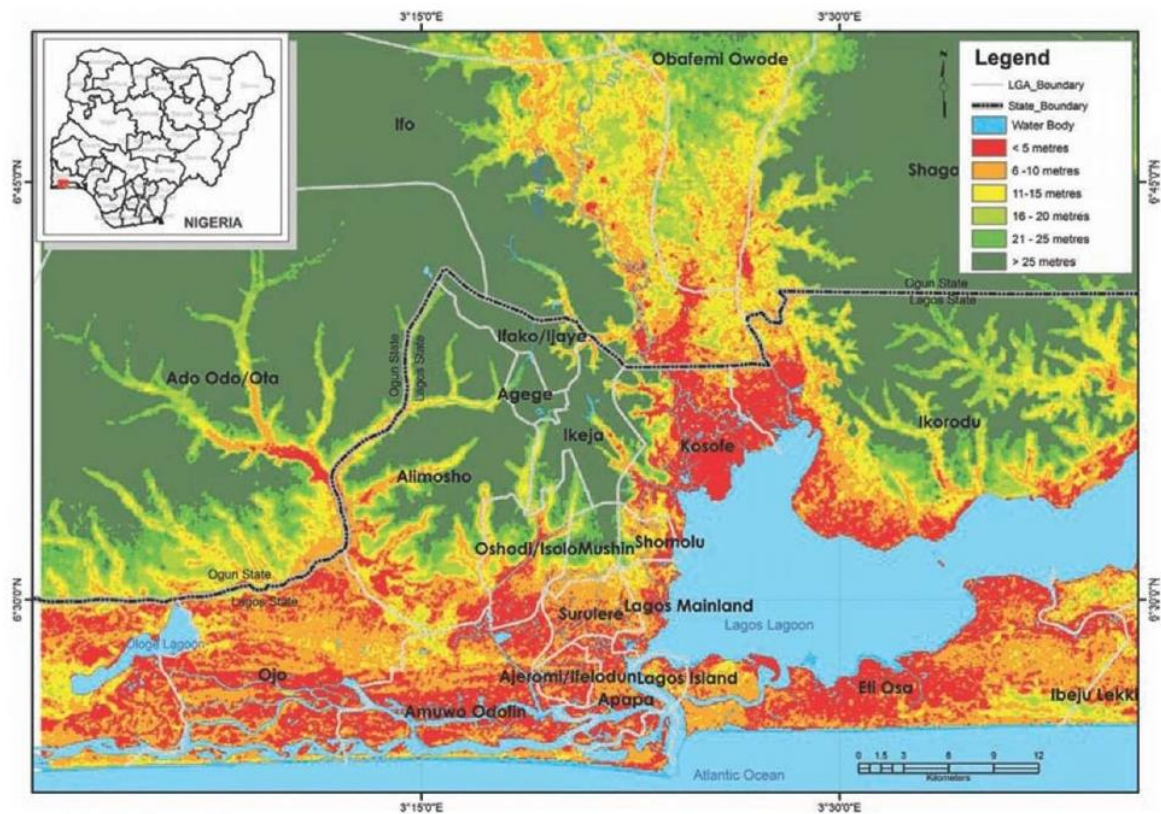 3°15'0"E
3°30'0"E
NIGERIA
Obafemi Owode
Ifo
Shaga
6°45'0"N
6°45'0"N
N
Legend
LGA_Boundary
State_Boundary
Water Body
< 5 metres
6 -10 metres
11-15 metres
16 - 20 metres
21 - 25 metres
> 25 metres
Ogun State
Lagos State
Ifako/Ijaye
Ogun State
Lagos State
Ado Odo/Ota
Agege
Ikeja
Kosofe
Ikorodu
Alimosho
Oshodi/Isolo
Mushin
Shomolu
Ogun State
Lagos State
6°30'0"N
6°30'0"N
Surulere
Lagos Mainland
Lagos Lagoon
Ologe Lagoon
Ojo
Ajeromi/Ifelodun
Lagos Island
Eti Osa
Ibeju Lekki
Apapa
Amuwo Odofin
Atlantic Ocean
0 1.5 3 6 9 12
Kilometers
3°15'0"E
3°30'0"E